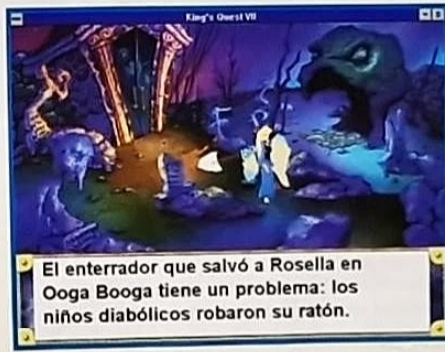 King's Quest VII
El enterrador que salvó a Rosella en
Ooga Booga tiene un problema: los
niños diabólicos robaron su ratón.